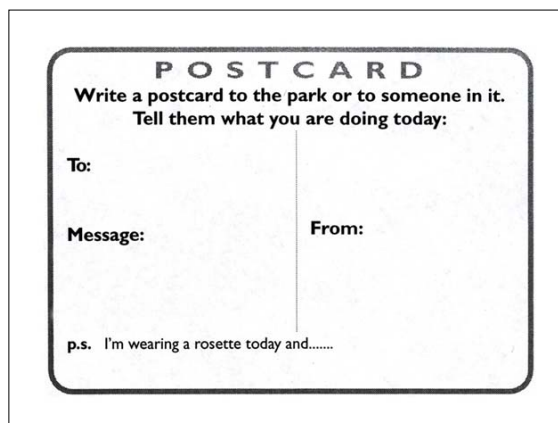 POSTCARD
Write a postcard to the park or to someone in it.
Tell them what you are doing today:
To:
Message:
From:
p.s. I'm wearing a rosette today and.......